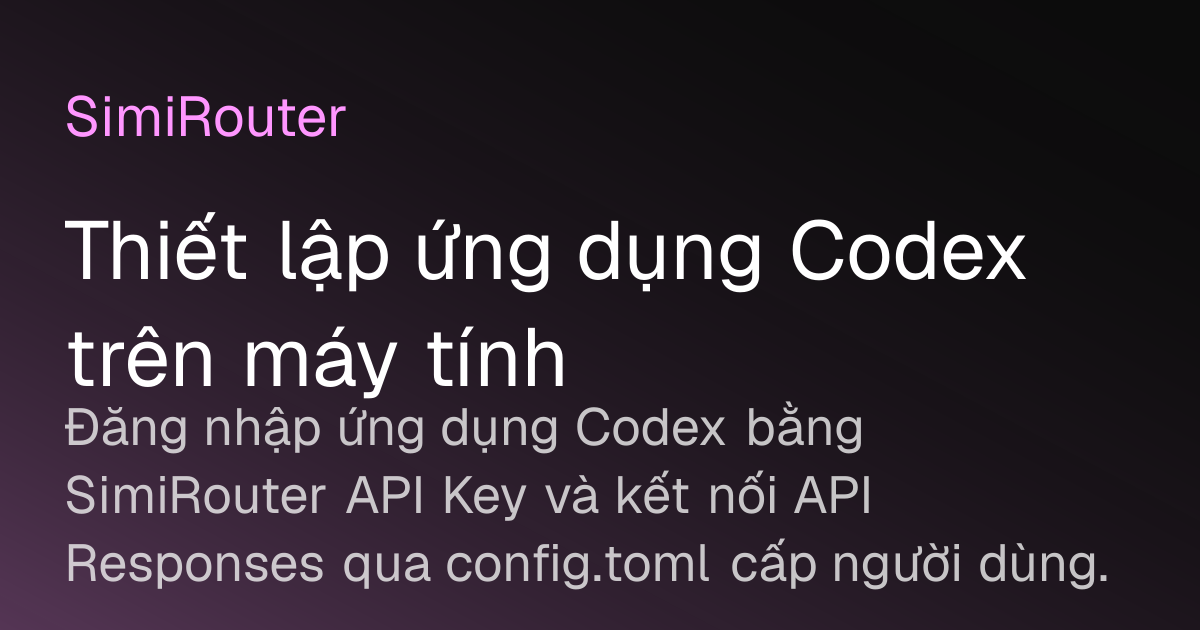 SimiRouter
Thiết lập ứng dụng Codex
trên máy tính
Đăng nhập ứng dụng Codex bằng
SimiRouter API Key và kết nối API
Responses qua config.toml cấp người dùng.